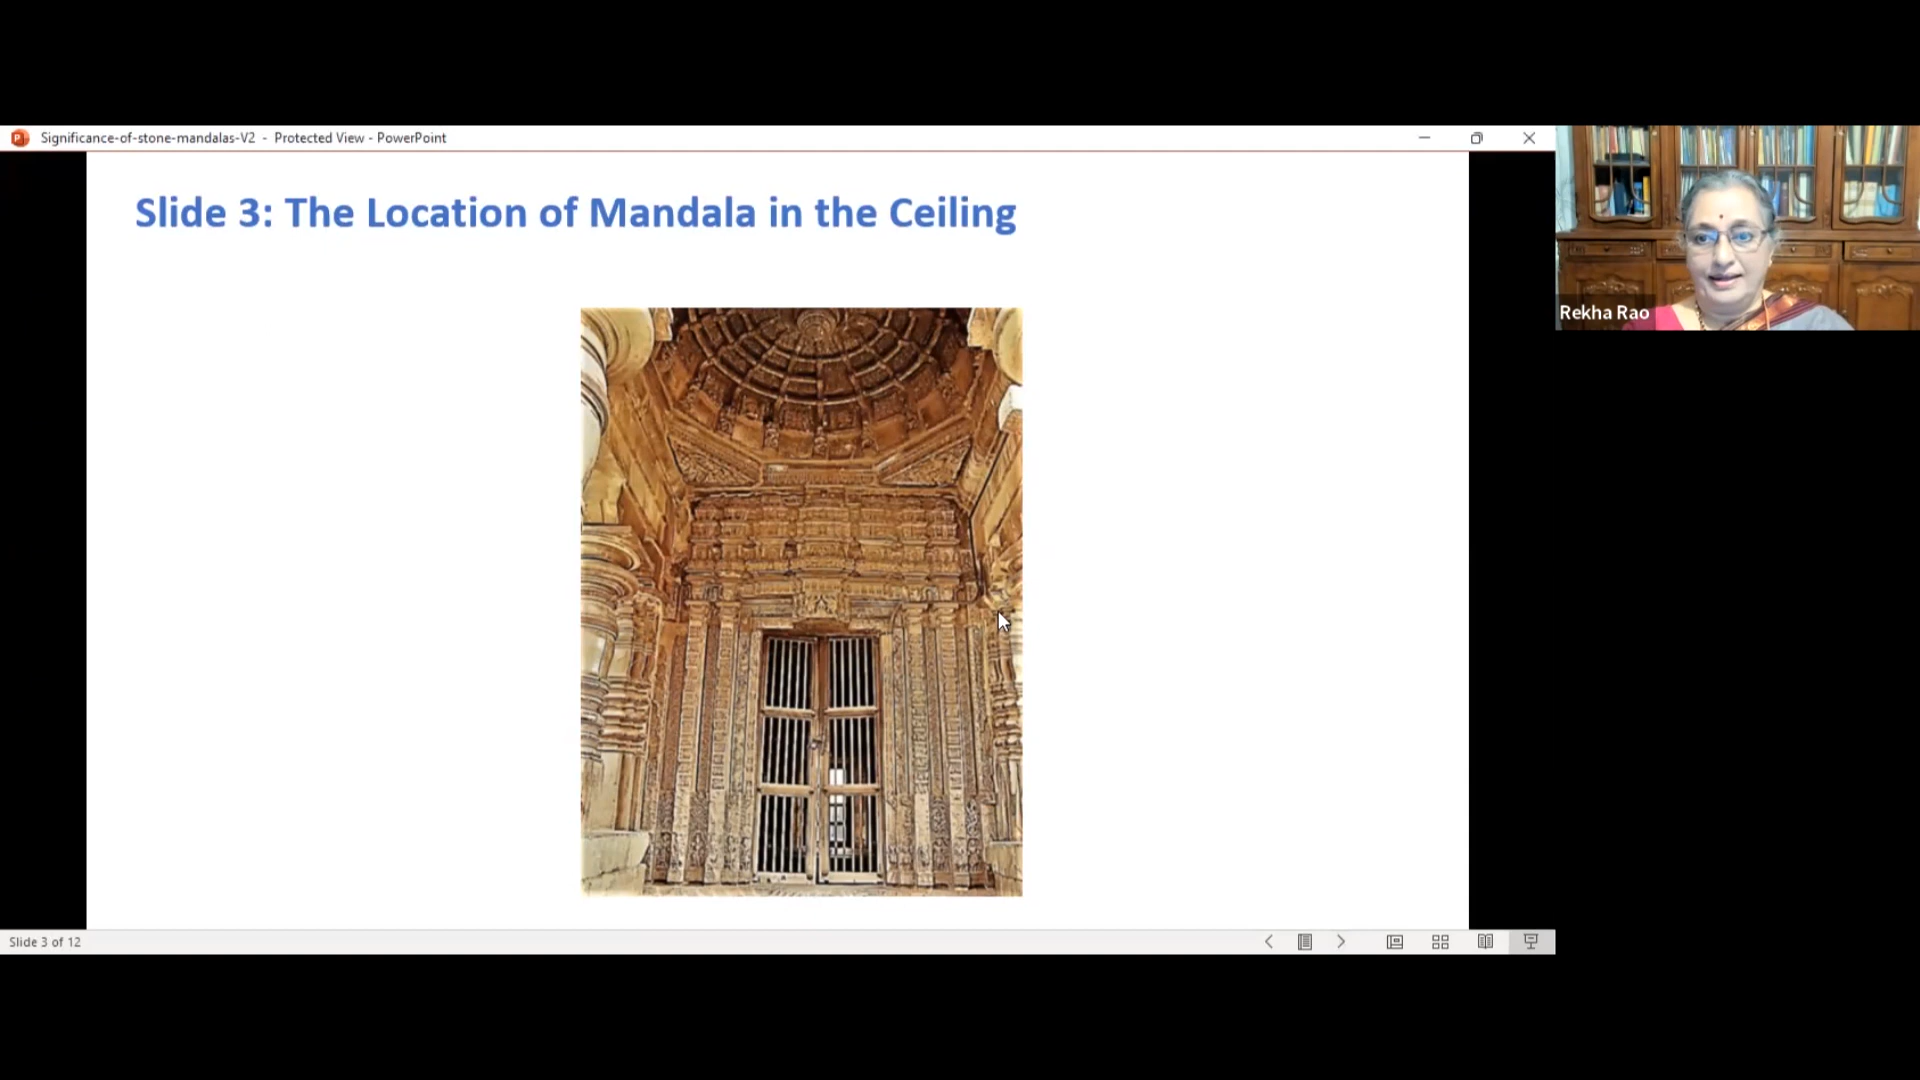 Significance-of-stone-mandalas-V2 - Protected View - PowerPoint
Slide 3: The Location of Mandala in the Ceiling
Rekha Rao
Slide 3 of 12